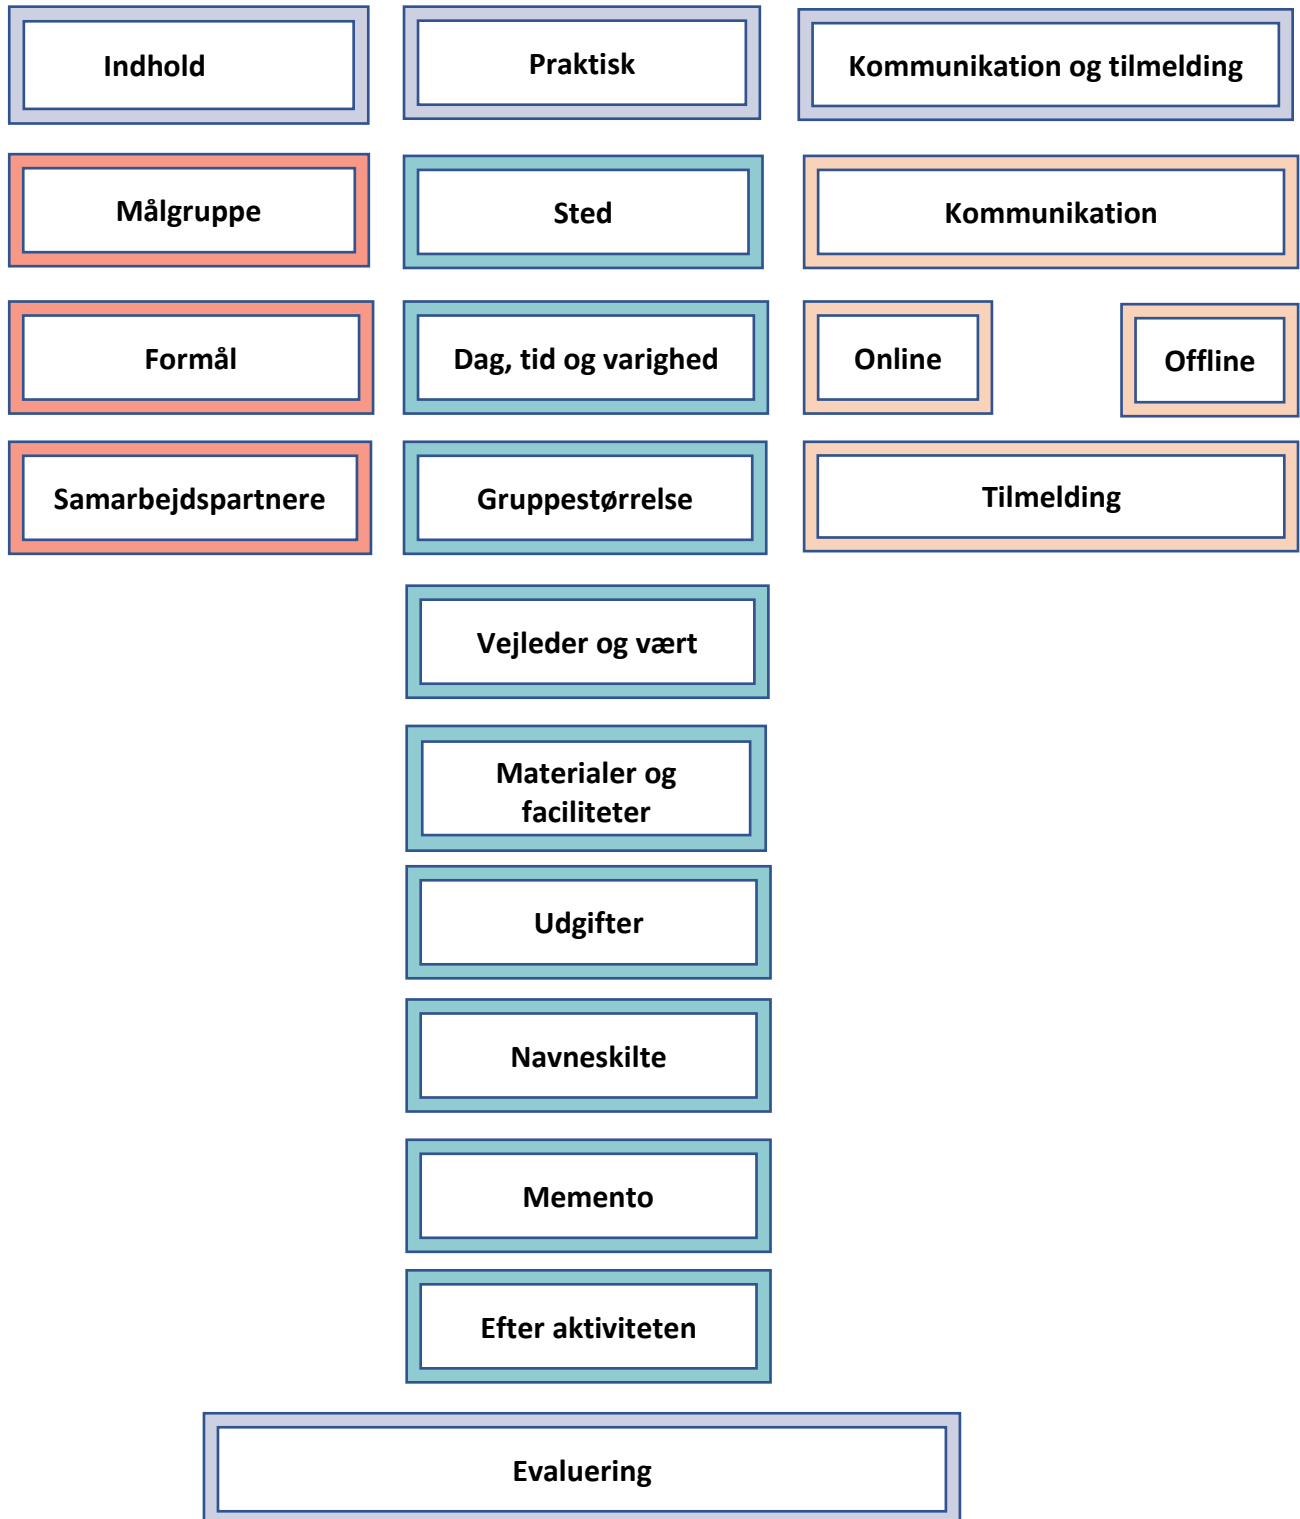 Indhold
Praktisk
Kommunikation og tilmelding
Målgruppe
Sted
Kommunikation
Formål
Dag, tid og varighed
Online
Offline
Samarbejdspartnere
Gruppestørrelse
Tilmelding
Vejleder og vært
Materialer og
faciliteter
Udgifter
Navneskilte
Memento
Efter aktiviteten
Evaluering